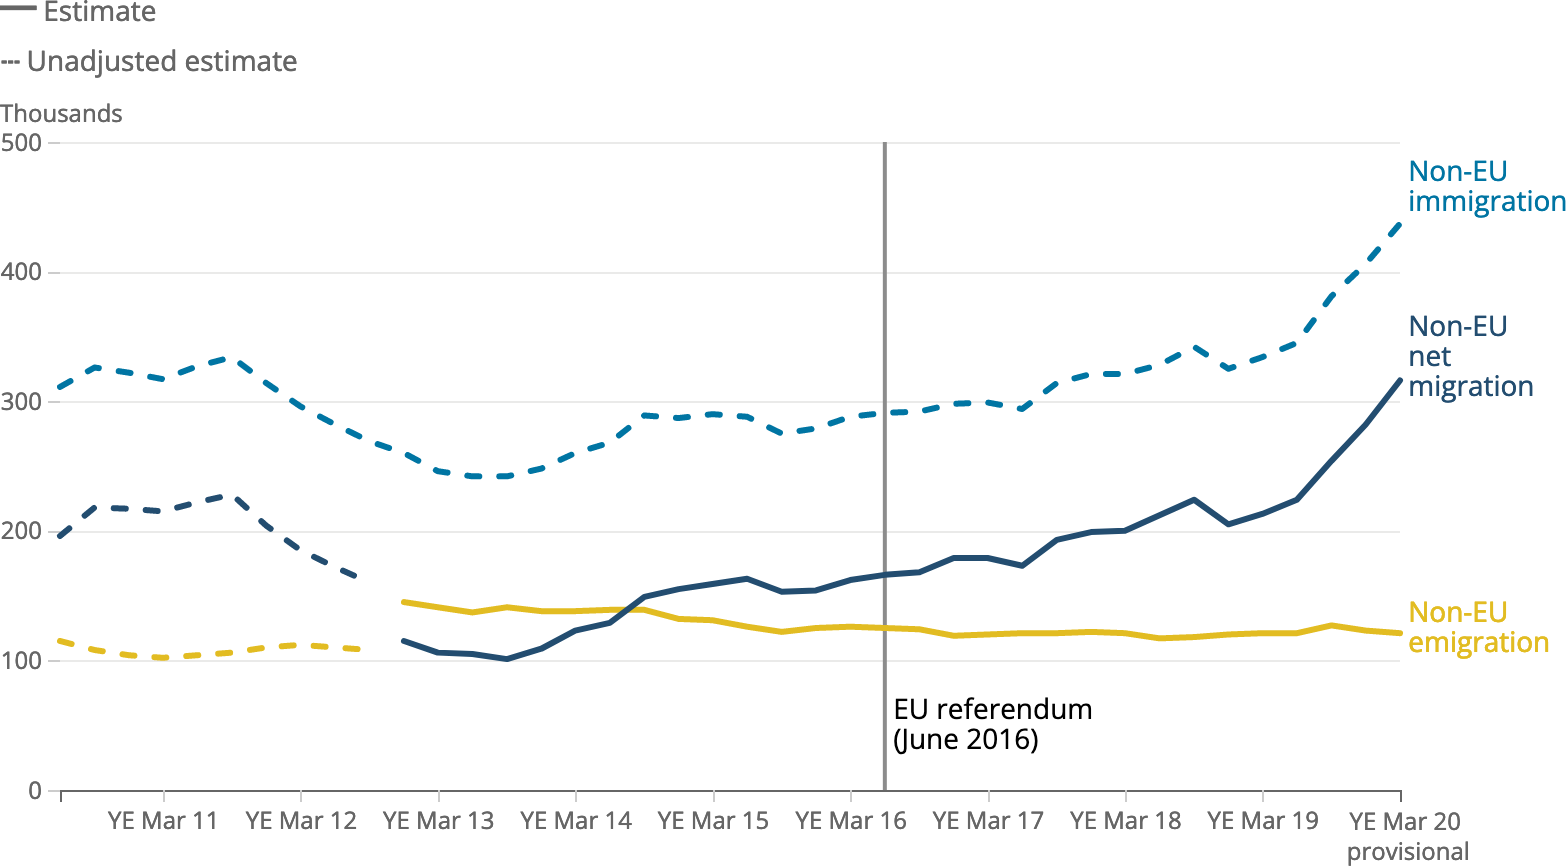 Estimate
Unadjusted estimate
Thousands
500
400
300
200
100
0
Non-EU
immigration
Non-EU
net
migration
Non-EU
emigration
EU referendum
(June 2016)
YE Mar 11
YE Mar 12
YE Mar 13
YE Mar 14
YE Mar 15
YE Mar 16
YE Mar 17
YE Mar 18
YE Mar 19
YE Mar 20
provisional